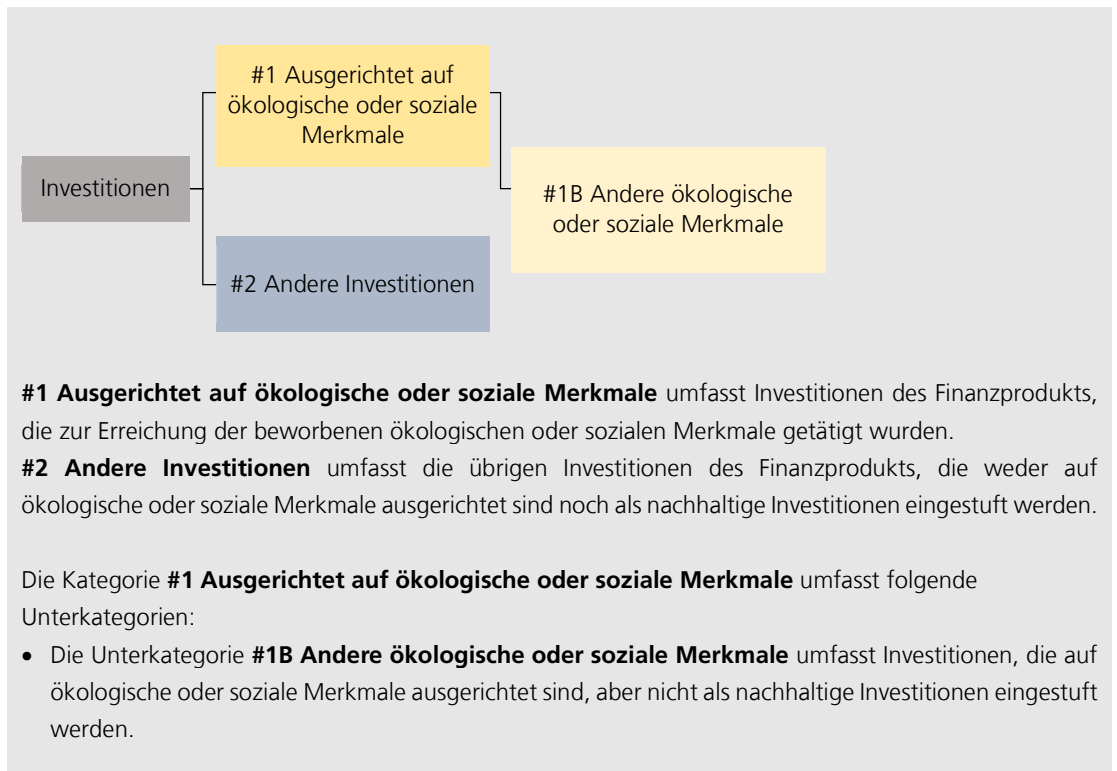 #1 Ausgerichtet auf
ökologische oder soziale
Merkmale
Investitionen
#1B Andere ökologische
oder soziale Merkmale
#2 Andere Investitionen
#1 Ausgerichtet auf ökologische oder soziale Merkmale umfasst Investitionen des Finanzprodukts,
die zur Erreichung der beworbenen ökologischen oder sozialen Merkmale getätigt wurden.
#2 Andere Investitionen umfasst die übrigen Investitionen des Finanzprodukts, die weder auf
ökologische oder soziale Merkmale ausgerichtet sind noch als nachhaltige Investitionen eingestuft werden.
Die Kategorie #1 Ausgerichtet auf ökologische oder soziale Merkmale umfasst folgende
Unterkategorien:
• Die Unterkategorie #1B Andere ökologische oder soziale Merkmale umfasst Investitionen, die auf
ökologische oder soziale Merkmale ausgerichtet sind, aber nicht als nachhaltige Investitionen eingestuft
werden.